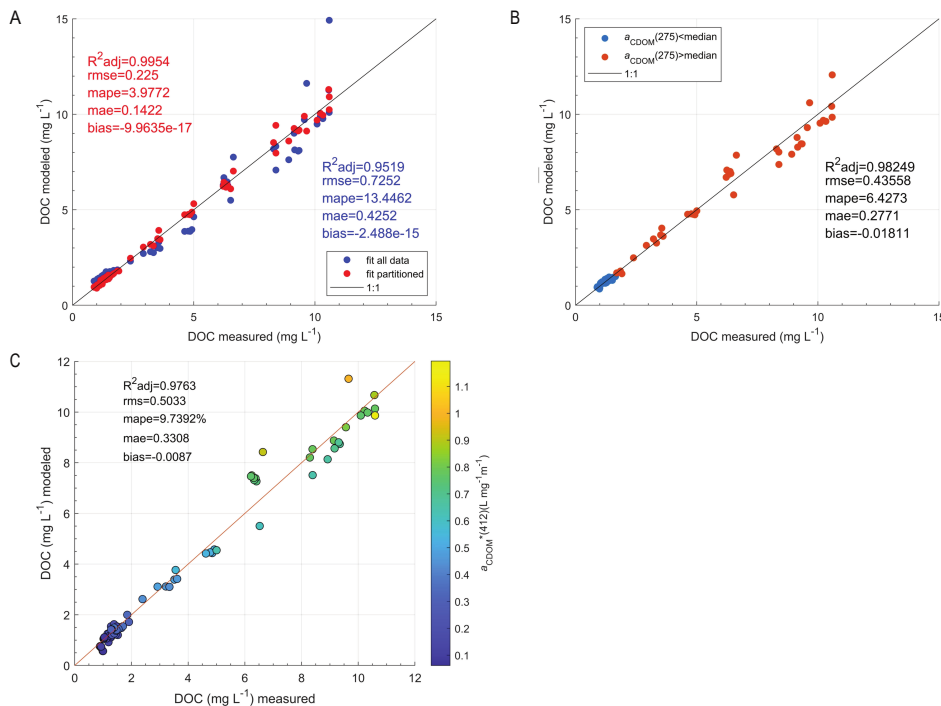 A
15
10
5
0
0
5
10
15
DOC modeled (mg L⁻¹)
DOC measured (mg L⁻¹)
R²adj=0.9954
rmse=0.225
mape=3.9772
mae=0.1422
bias=-9.9635e-17
R²adj=0.9519
rmse=0.7252
mape=13.4462
mae=0.4252
bias=-2.488e-15
fit all data
fit partitioned
1:1
B
15
10
5
0
0
5
10
15
DOC modeled (mg L⁻¹)
DOC measured (mg L⁻¹)
a_CDOM(275)<median
a_CDOM(275)>median
1:1
R²adj=0.98249
rmse=0.43558
mape=6.4273
mae=0.2771
bias=-0.01811
C
12
10
8
6
4
2
0
0
2
4
6
8
10
12
DOC (mg L⁻¹) modeled
DOC (mg L⁻¹) measured
R²adj=0.9763
rms=0.5033
mape=9.7392%
mae=0.3308
bias=-0.0087
1.1
1
0.9
0.8
0.7
0.6
0.5
0.4
0.3
0.2
0.1
a_CDOM*(412)(L mg⁻¹m⁻¹)